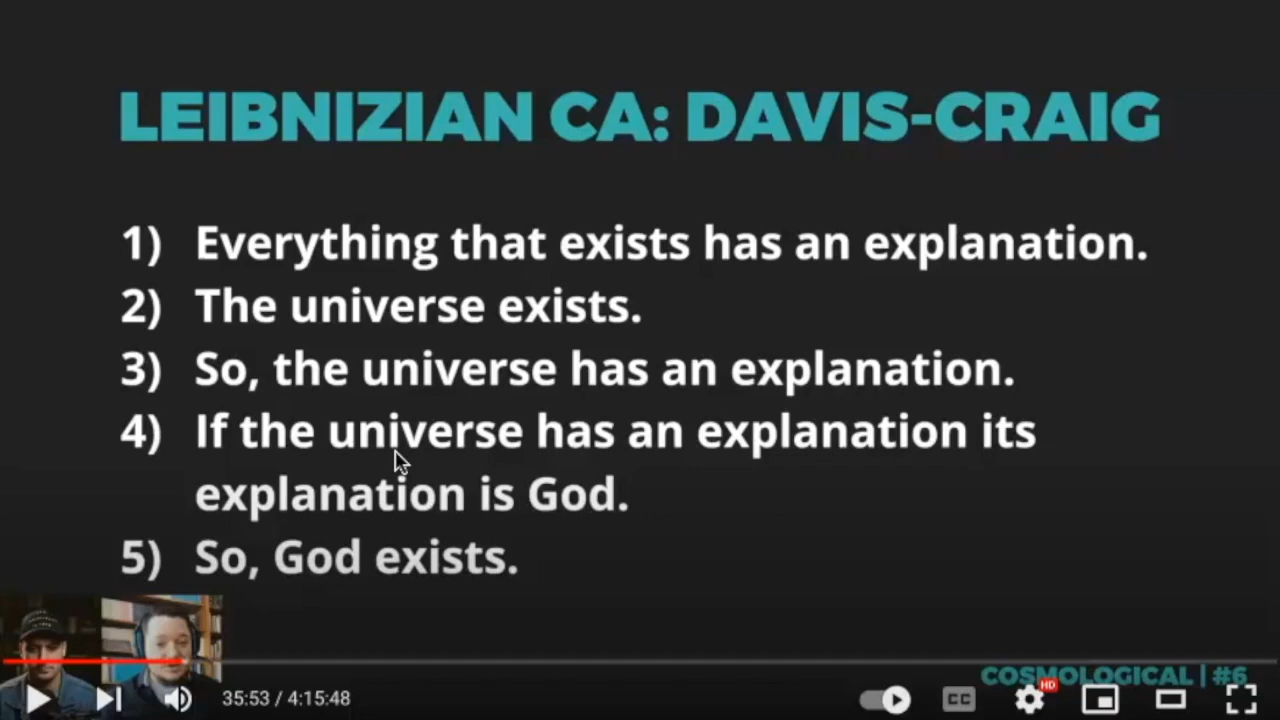 LEIBNIZIAN CA: DAVIS-CRAIG
1) Everything that exists has an explanation.
2) The universe exists.
3) So, the universe has an explanation.
4) If the universe has an explanation its
explanation is God.
5) So, God exists.
COSMOLOGICAL | #6
35:53 / 4:15:48
CC
HD